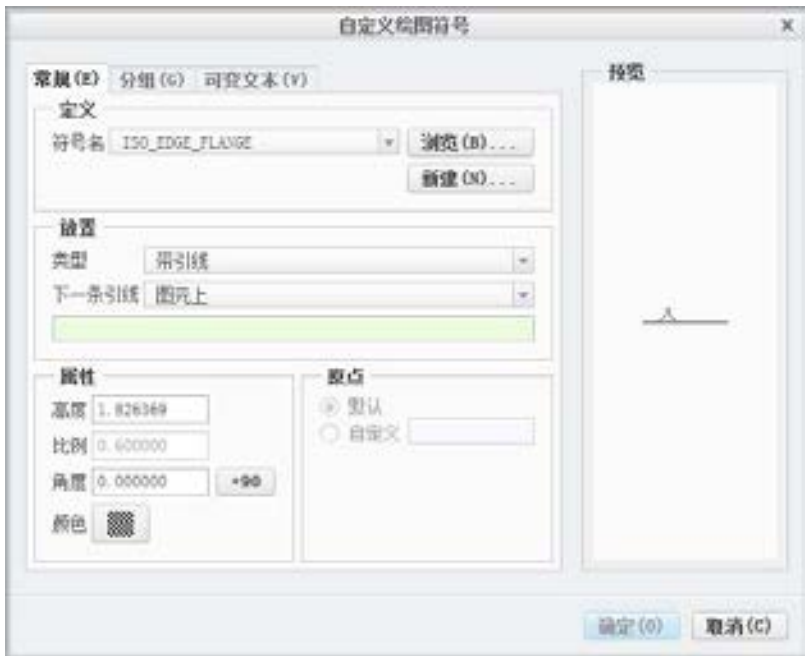 自定义绘图符号
常属(E) 分组(G) 可变文本(V)
预览
定义
符号名 ISO_EDGE_FLANGE 浏览(B)...
新建(N)...
放置
类型 带引线
下一条引线 图元上
属性
原点
高度 1.826369
默认
比例 0.600000
自定义
角度 0.000000 +90
颜色
确定(O) 取消(C)